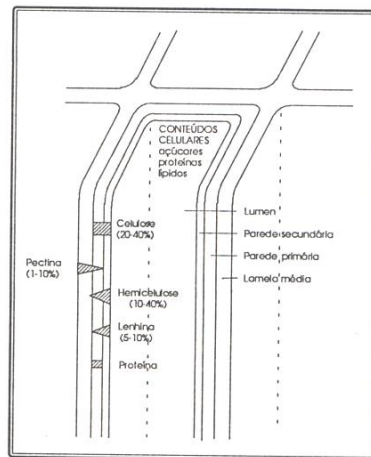 CONTEÚDOS
CELULARES
açúcares
proteínas
lípidos
Lumen
Celulose
(20-40%)
Parede secundária
Pectina
(1-10%)
Parede primária
Lamela média
Hemicelulose
(10-40%)
Lenhina
(5-10%)
Proteína